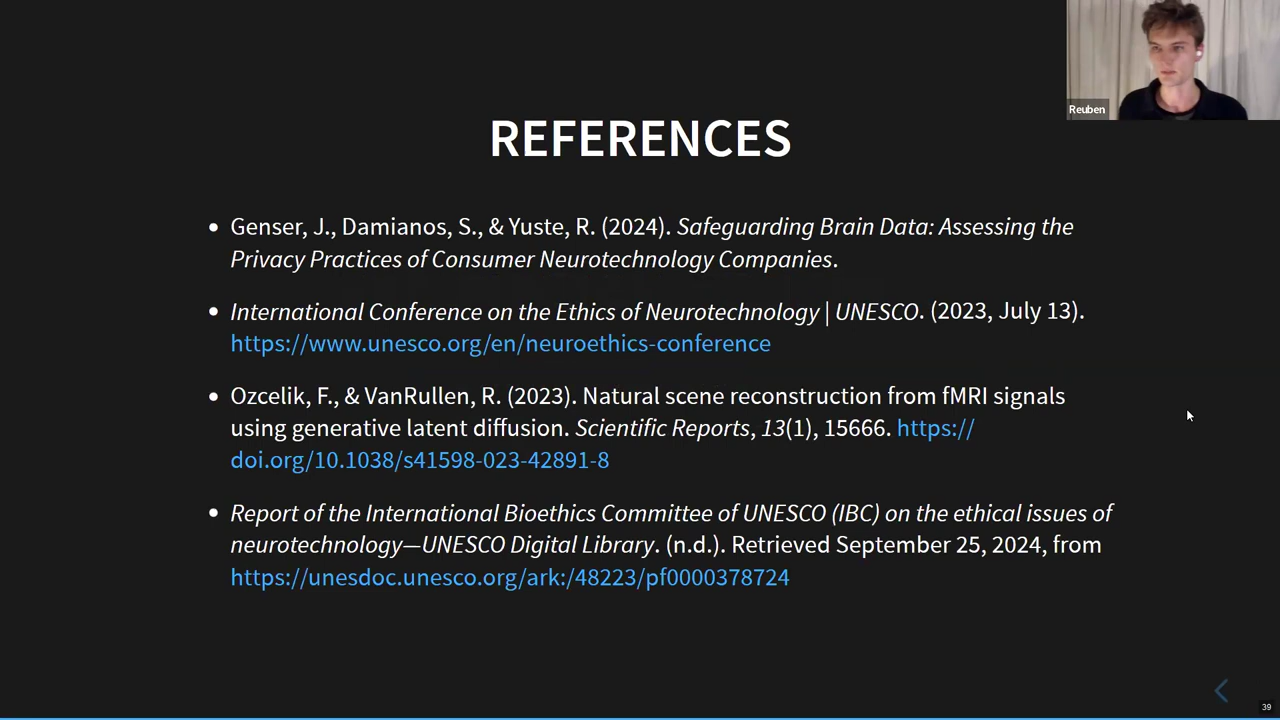 Reuben
REFERENCES
• Genser, J., Damianos, S., & Yuste, R. (2024). Safeguarding Brain Data: Assessing the
Privacy Practices of Consumer Neurotechnology Companies.
• International Conference on the Ethics of Neurotechnology | UNESCO. (2023, July 13).
https://www.unesco.org/en/neuroethics-conference
• Ozcelik, F., & VanRullen, R. (2023). Natural scene reconstruction from fMRI signals
using generative latent diffusion. Scientific Reports, 13(1), 15666. https://
doi.org/10.1038/s41598-023-42891-8
• Report of the International Bioethics Committee of UNESCO (IBC) on the ethical issues of
neurotechnology—UNESCO Digital Library. (n.d.). Retrieved September 25, 2024, from
https://unesdoc.unesco.org/ark:/48223/pf0000378724
39